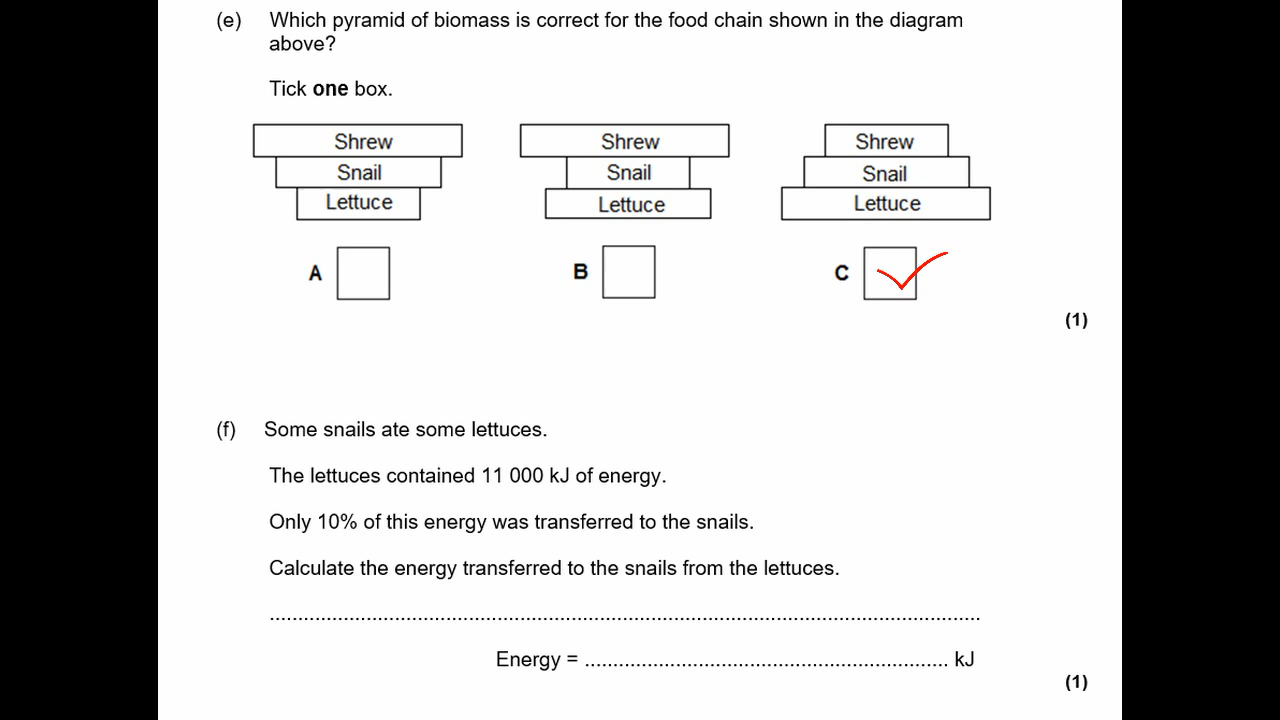 (e) Which pyramid of biomass is correct for the food chain shown in the diagram
above?
Tick one box.
Shrew Shrew Shrew
Snail Snail Snail
Lettuce Lettuce Lettuce
A B C
(1)
(f) Some snails ate some lettuces.
The lettuces contained 11 000 kJ of energy.
Only 10% of this energy was transferred to the snails.
Calculate the energy transferred to the snails from the lettuces.
Energy = ................................................................ kJ
(1)